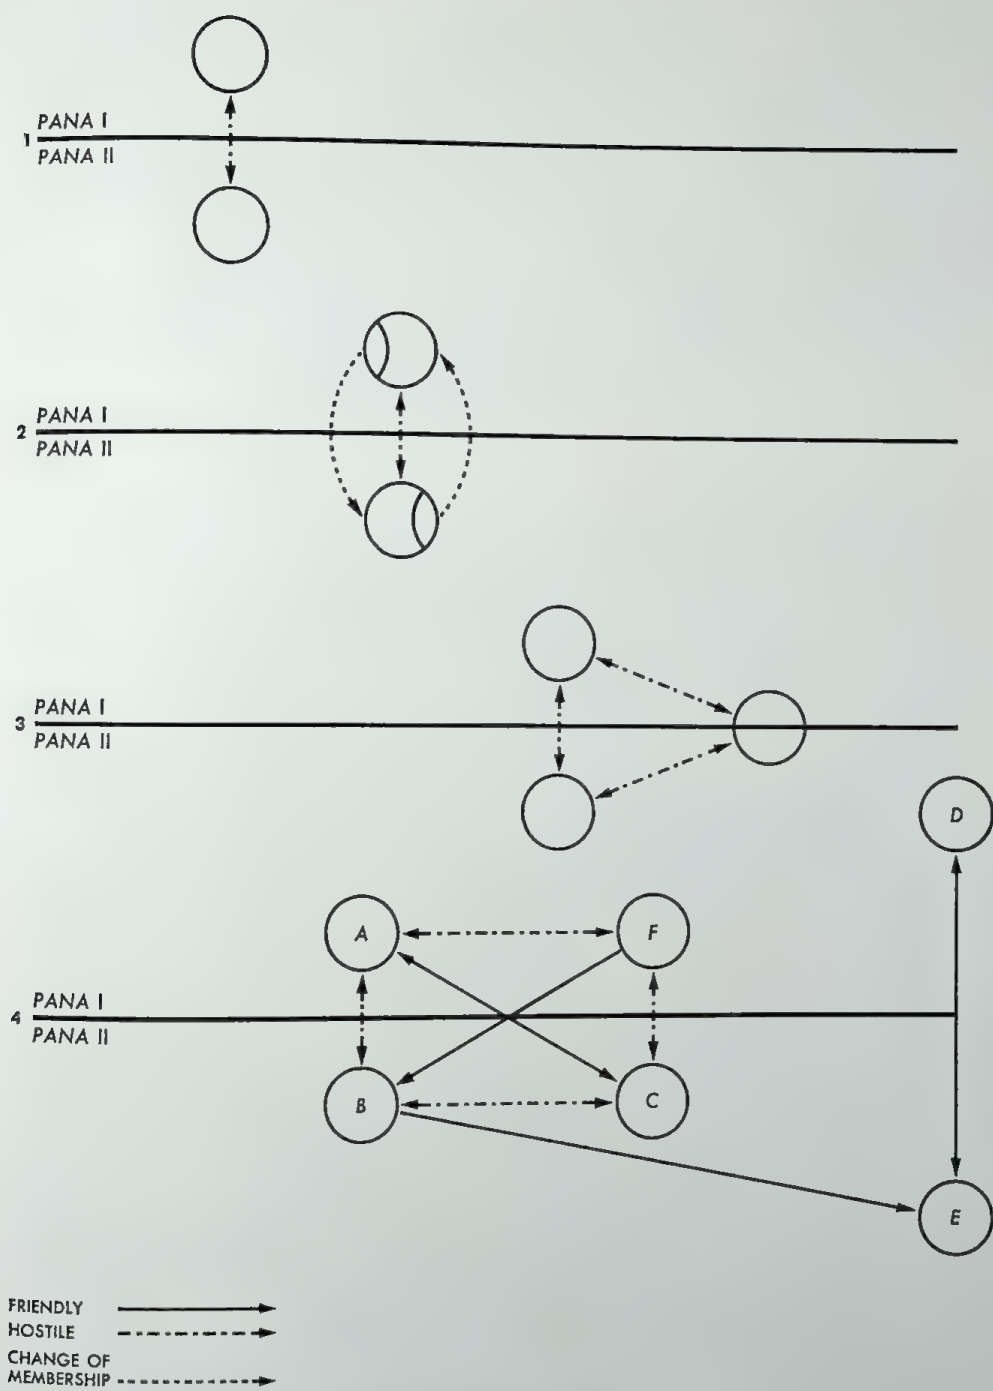 PANA I
1
PANA II
PANA I
2
PANA II
PANA I
3
PANA II
D
A
F
PANA I
4
PANA II
B
C
E
FRIENDLY
HOSTILE
CHANGE OF
MEMBERSHIP